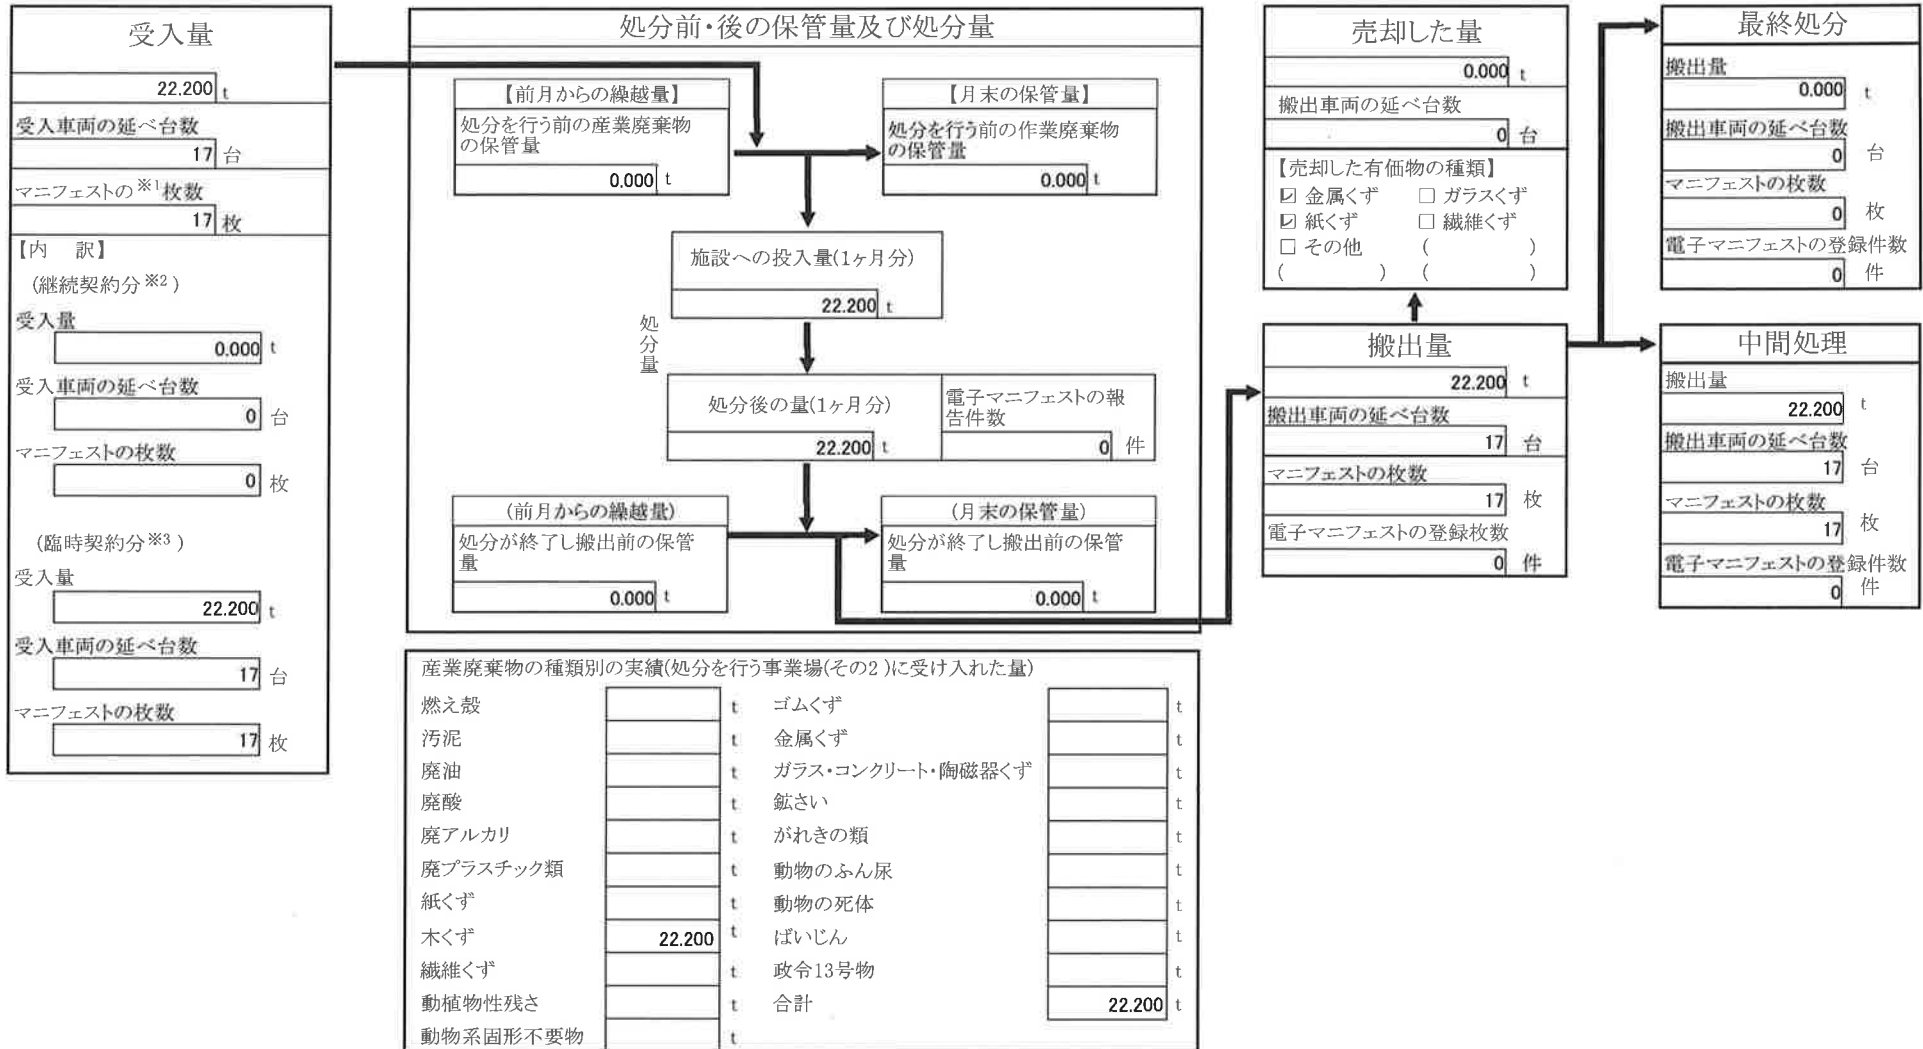 受入量
22.200 t
受入車両の延べ台数
17 台
マニフェストの※1枚数
17 枚
【内 訳】
(継続契約分※2)
受入量
0.000 t
受入車両の延べ台数
0 台
マニフェストの枚数
0 枚
(臨時契約分※3)
受入量
22.200 t
受入車両の延べ台数
17 台
マニフェストの枚数
17 枚
処分前・後の保管量及び処分量
【前月からの繰越量】
処分を行う前の産業廃棄物
の保管量
0.000 t
【月末の保管量】
処分を行う前の作業廃棄物
の保管量
0.000 t
施設への投入量(1ヶ月分)
22.200 t
処分量
処分後の量(1ヶ月分)
22.200 t
電子マニフェストの報
告件数
0 件
(前月からの繰越量)
処分が終了し搬出前の保管
量
0.000 t
(月末の保管量)
処分が終了し搬出前の保管
量
0.000 t
売却した量
0.000 t
搬出車両の延べ台数
0 台
【売却した有価物の種類】
☑ 金属くず □ ガラスくず
☑ 紙くず □繊維くず
□ その他 ( )
( ) ( )
搬出量
22.200 t
搬出車両の延べ台数
17 台
マニフェストの枚数
17 枚
電子マニフェストの登録枚数
0 件
最終処分
搬出量
0.000 t
搬出車両の延べ台数
0 台
マニフェストの枚数
0 枚
電子マニフェストの登録件数
0 件
中間処理
搬出量
22.200 t
搬出車両の延べ台数
17 台
マニフェストの枚数
17 枚
電子マニフェストの登録件数
0 件
産業廃棄物の種類別の実績(処分を行う事業場(その2)に受け入れた量)
燃え殻 t ゴムくず t
汚泥 t 金属くず t
廃油 t ガラス・コンクリート・陶磁器くず t
廃酸 t 鉱さい t
廃アルカリ t がれきの類 t
廃プラスチック類 t 動物のふん尿 t
紙くず t 動物の死体 t
木くず 22.200 t ばいじん t
繊維くず t 政令13号物 t
動植物性残さ t 合計 22.200 t
動物系固形不要物 t